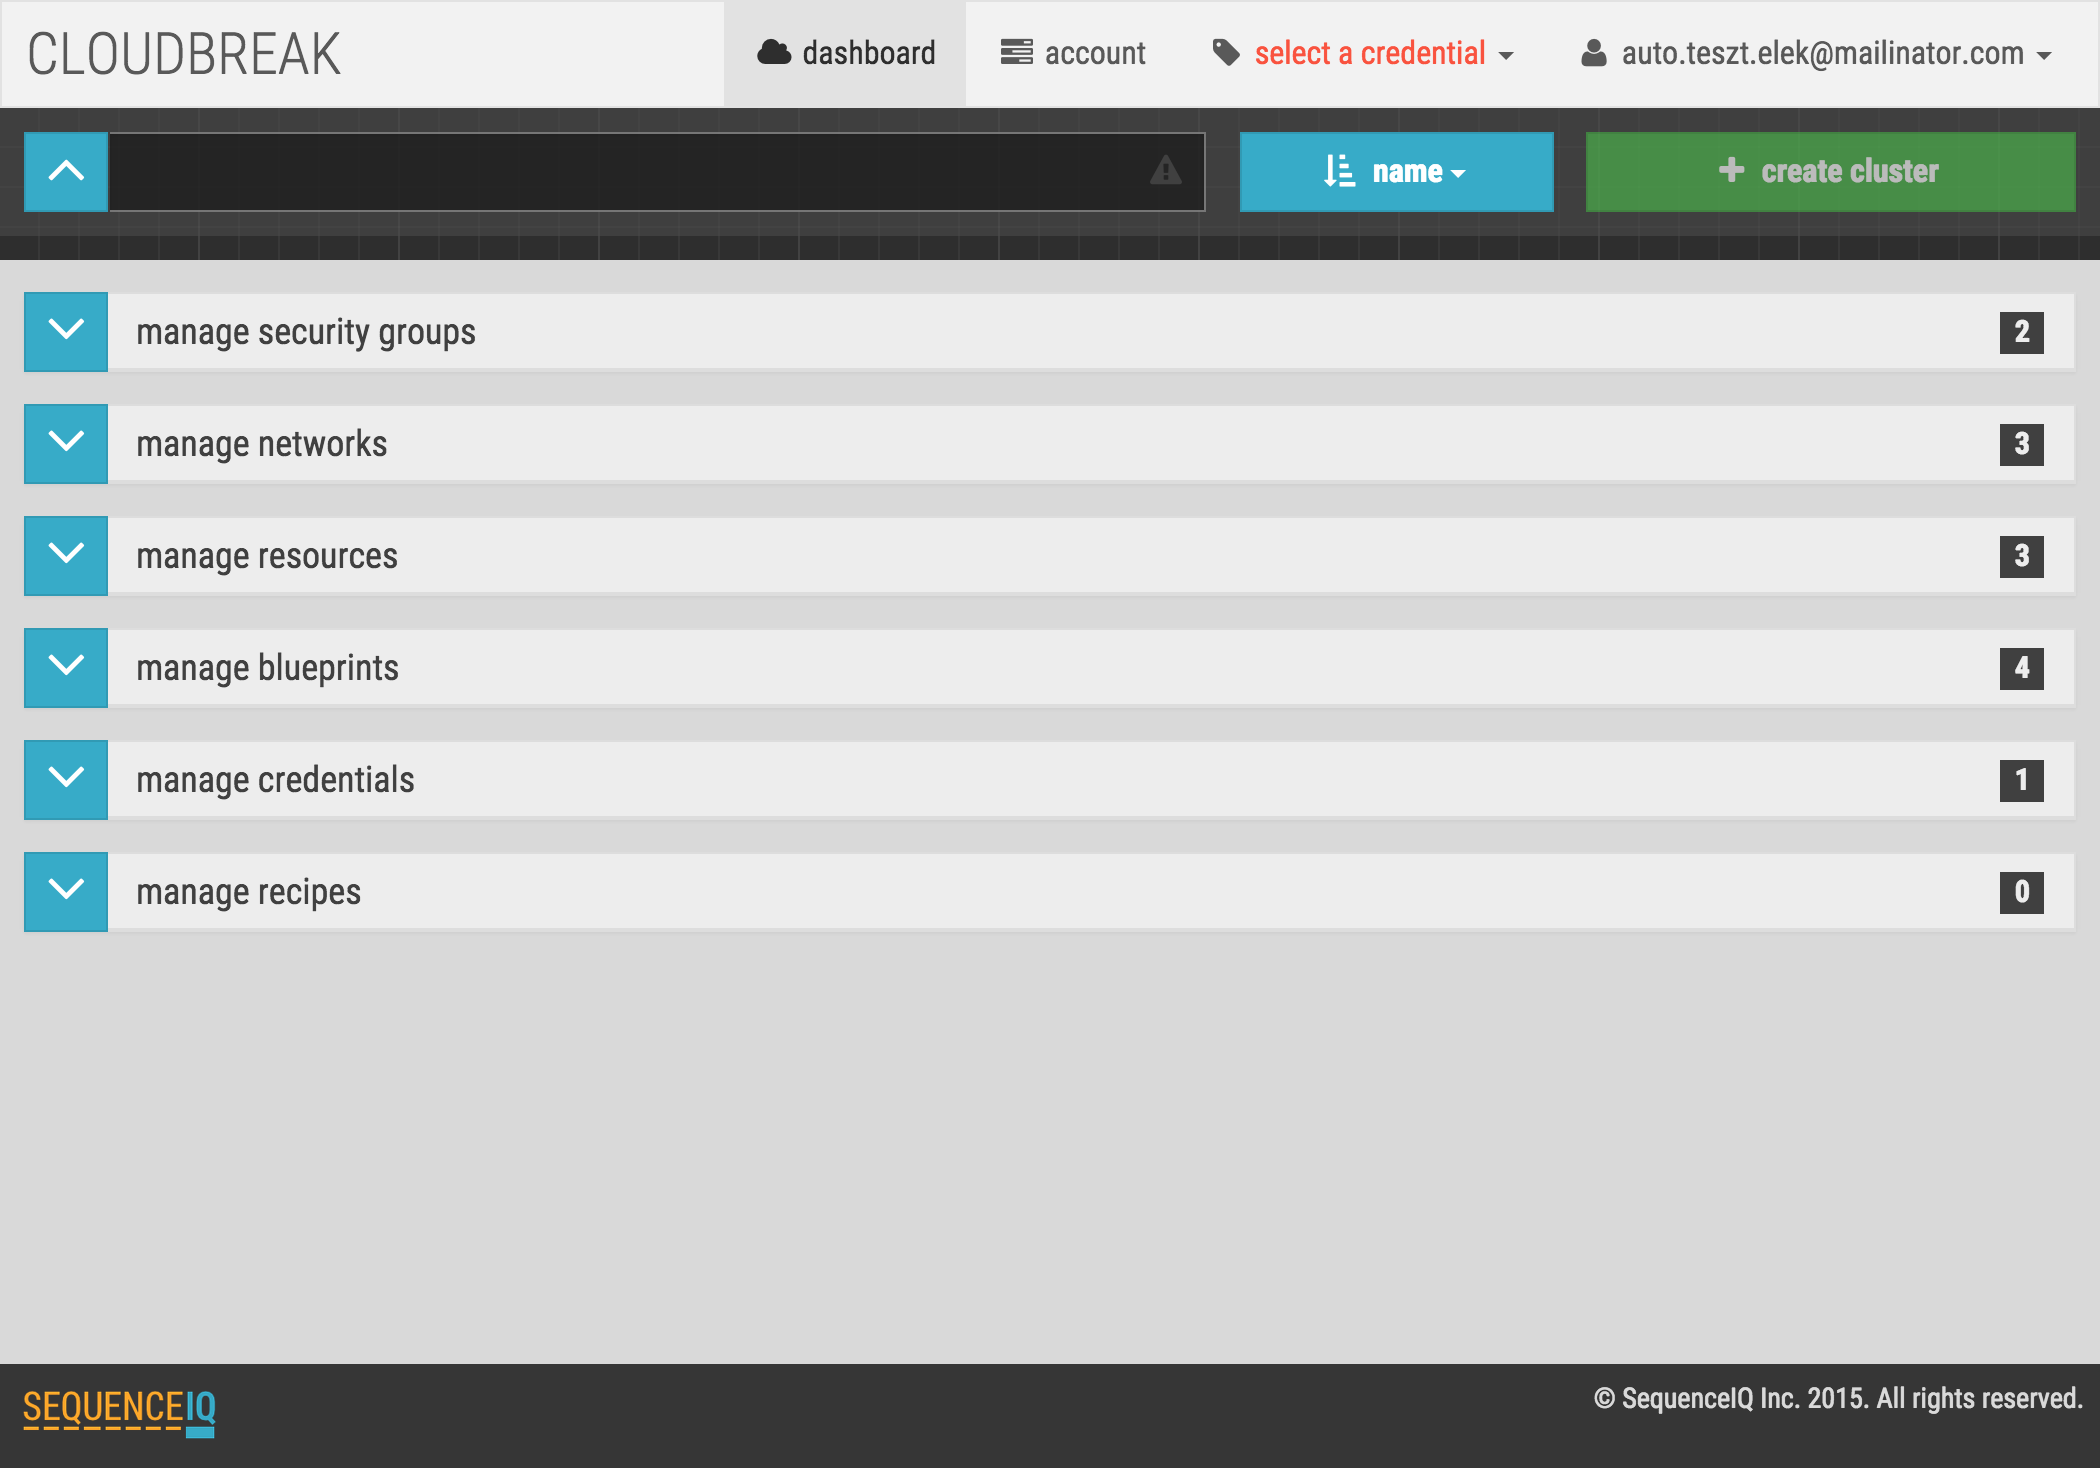 CLOUDBREAK
dashboard
account
select a credential
auto.teszt.elek@mailinator.com
name
create cluster
manage security groups
2
manage networks
3
manage resources
3
manage blueprints
4
manage credentials
1
manage recipes
0
SEQUENCEIQ
© SequenceIQ Inc. 2015. All rights reserved.